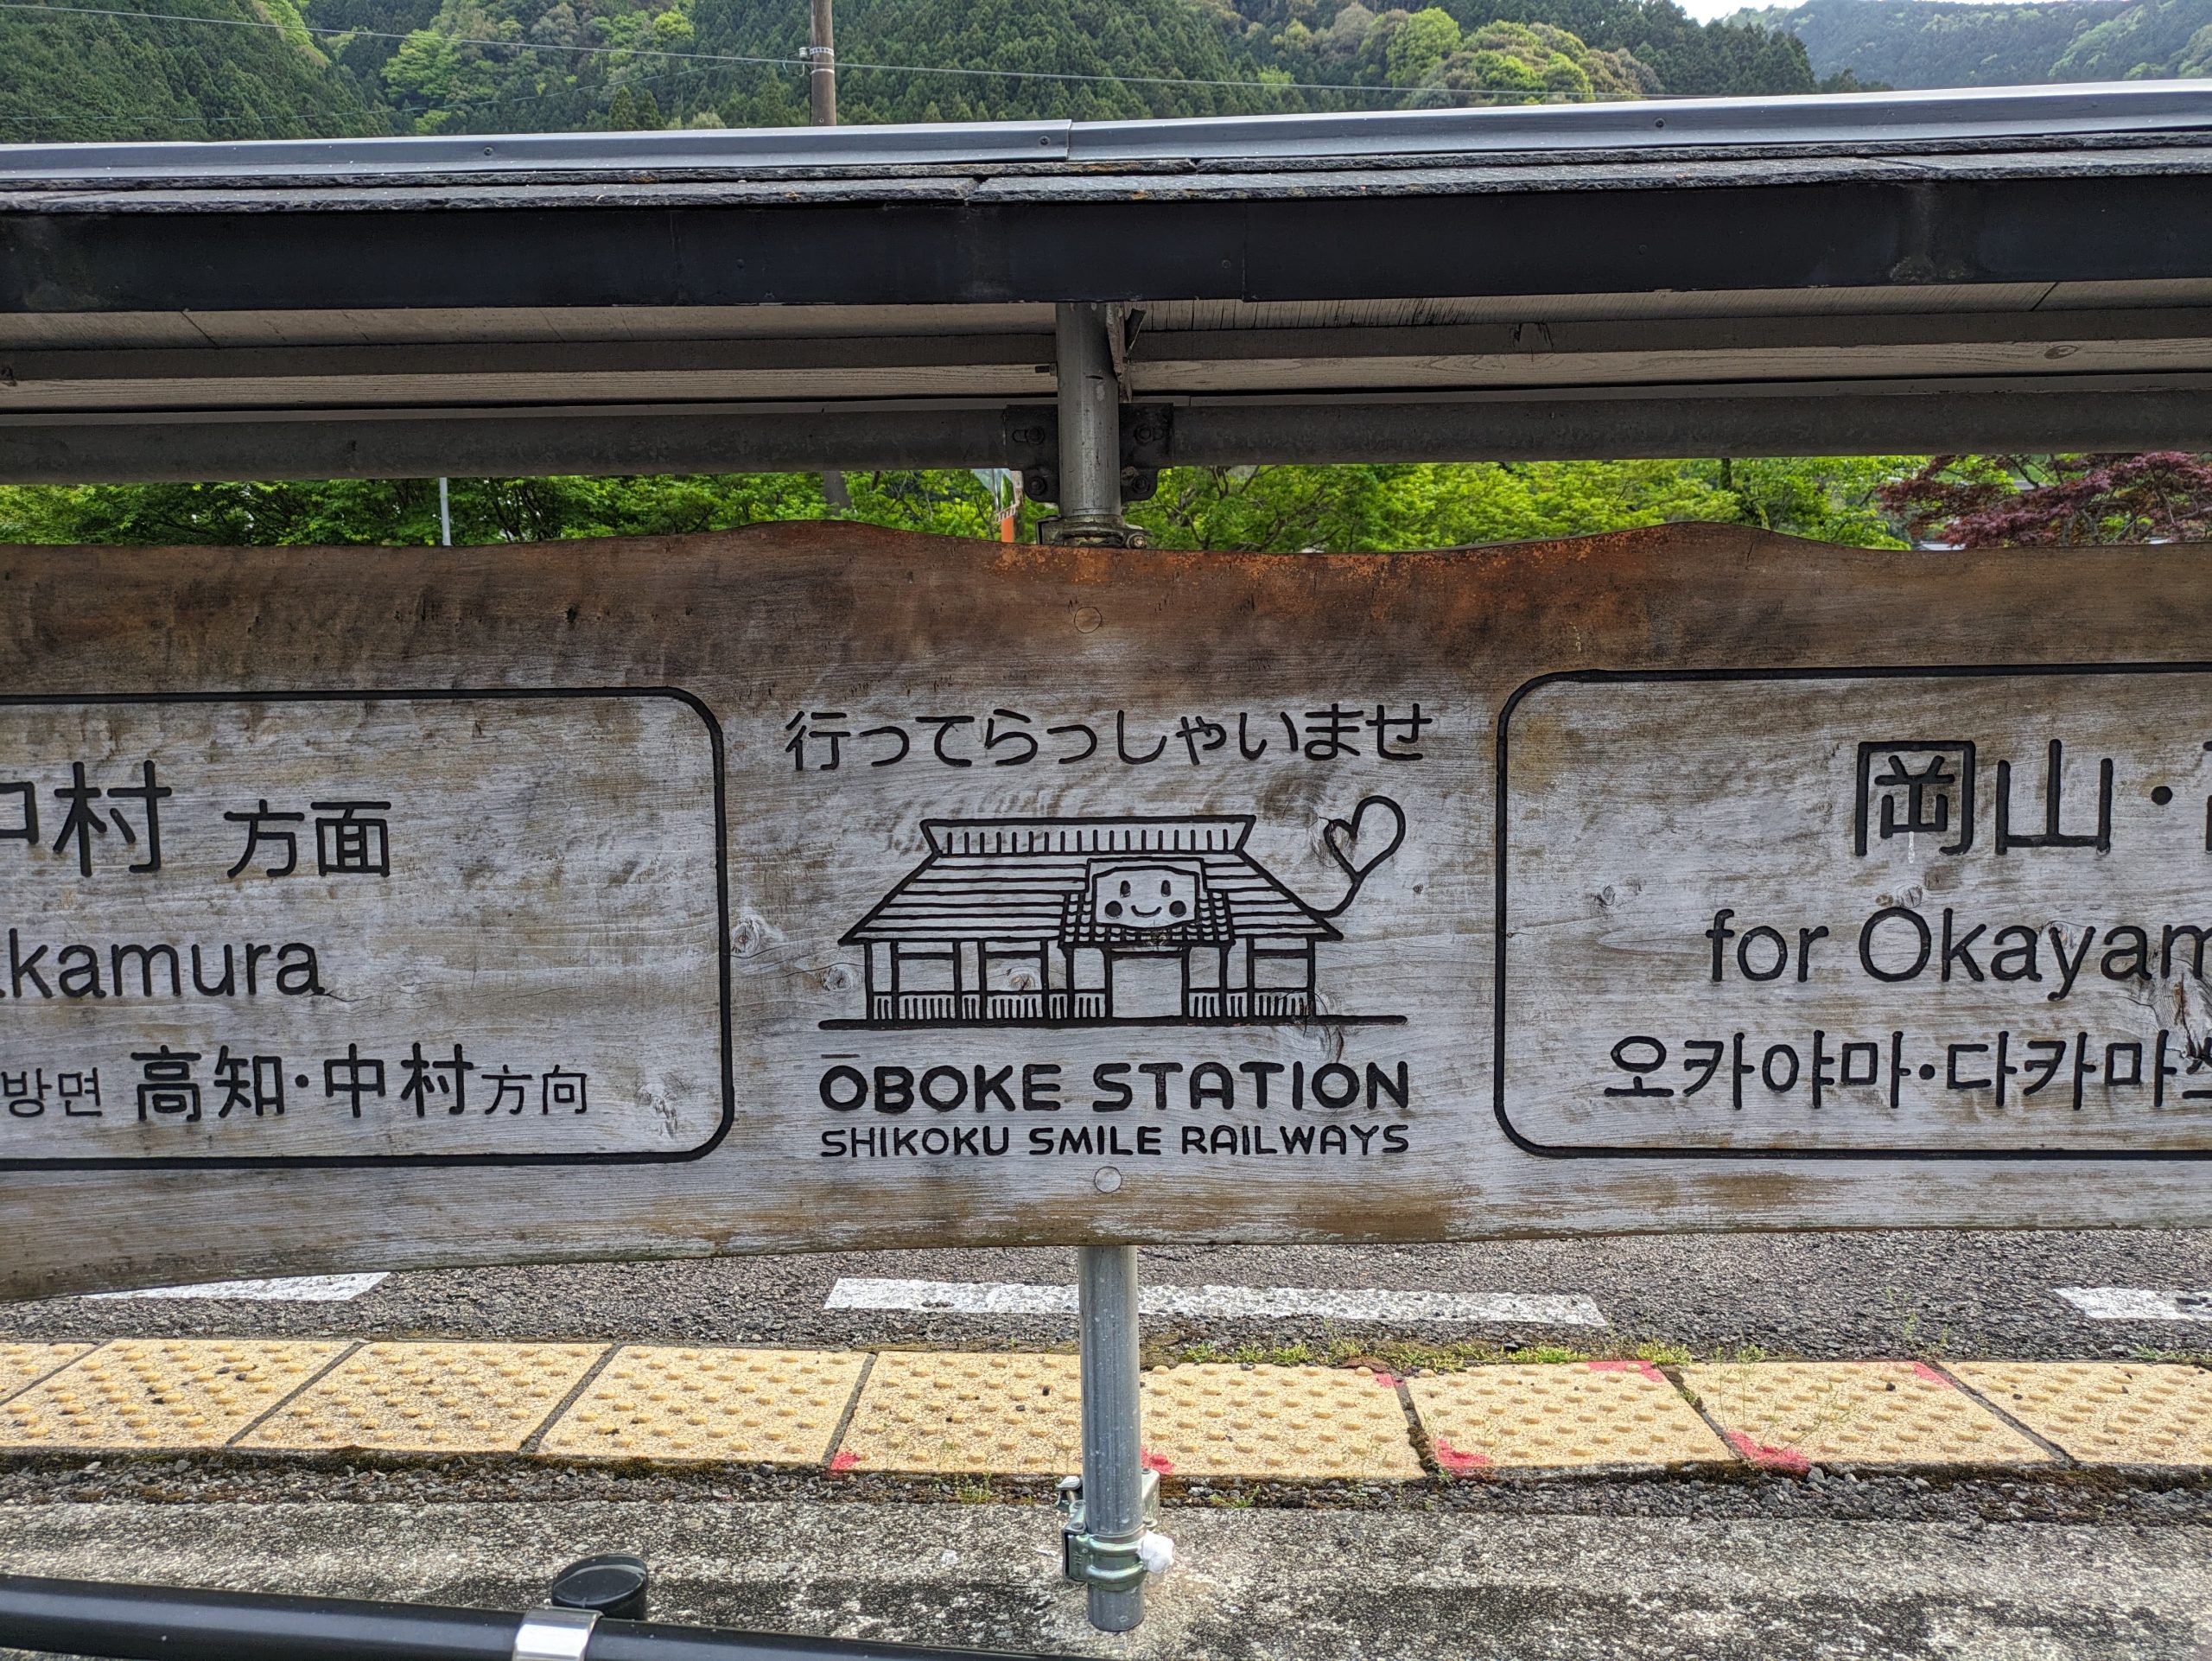 中村 方面
akamura
방면 高知・中村方向
行ってらっしゃいませ
ŌBOKE STATION
SHIKOKU SMILE RAILWAYS
岡山・
for Okayam
오카야마・다카마